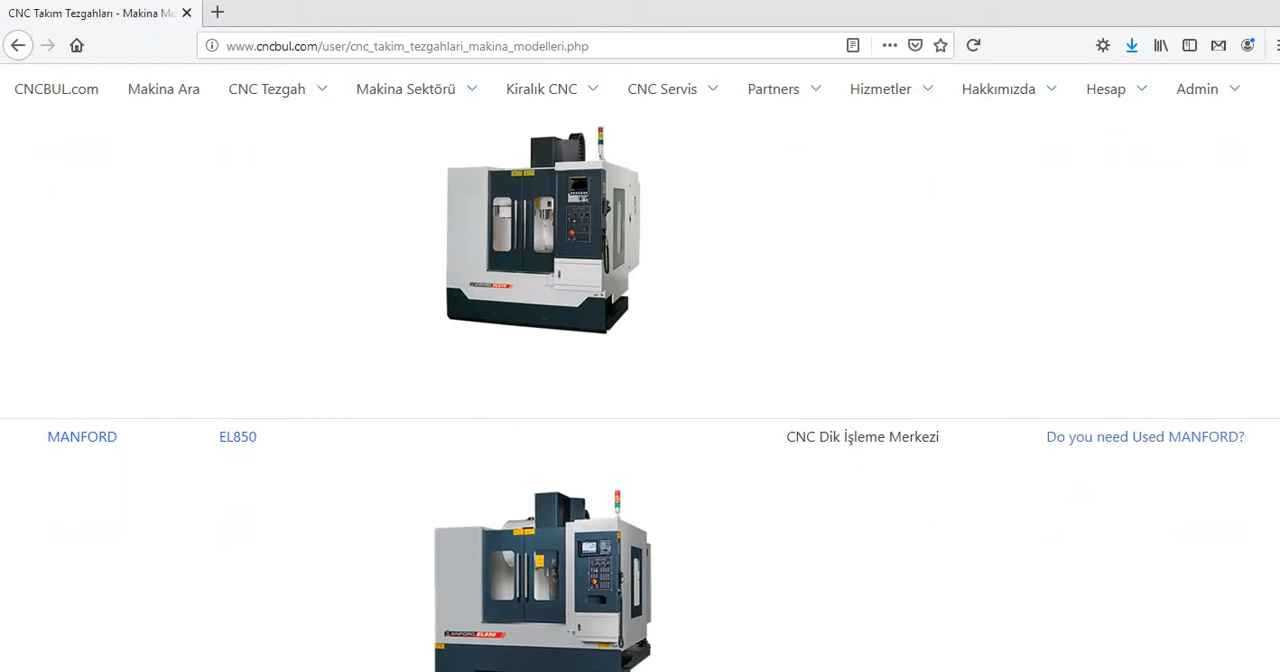 CNC Takım Tezgahları - Makina Mo
www.cncbul.com/user/cnc_takim_tezgahlari_makina_modelleri.php
CNCBUL.com Makina Ara CNC Tezgah Makina Sektörü Kiralık CNC CNC Servis Partners Hizmetler Hakkımızda Hesap Admin
MANFORD EL850 CNC Dik İşleme Merkezi Do you need Used MANFORD?
MANFORD EL850